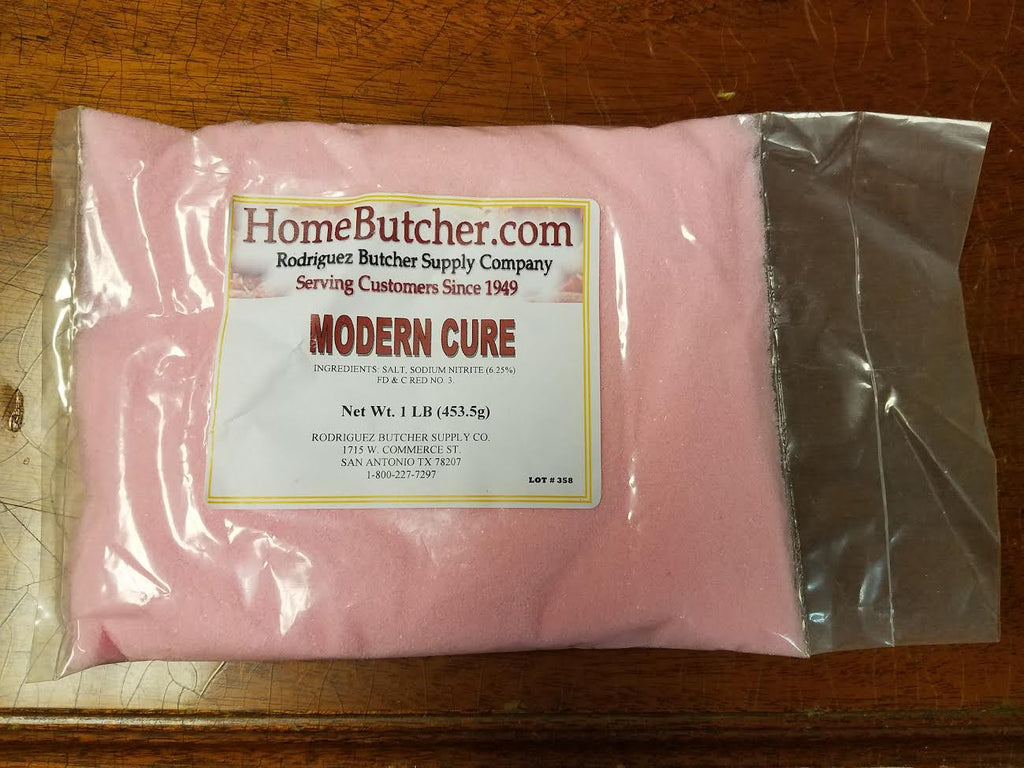 HomeButcher.com
Rodriguez Butcher Supply Company
Serving Customers Since 1949
MODERN CURE
INGREDIENTS: SALT, SODIUM NITRITE (6.25%)
FD & C RED NO. 3.
Net Wt. 1 LB (453.5g)
RODRIGUEZ BUTCHER SUPPLY CO.
1715 W. COMMERCE ST.
SAN ANTONIO TX 78207
1-800-227-7297
LOT # 358